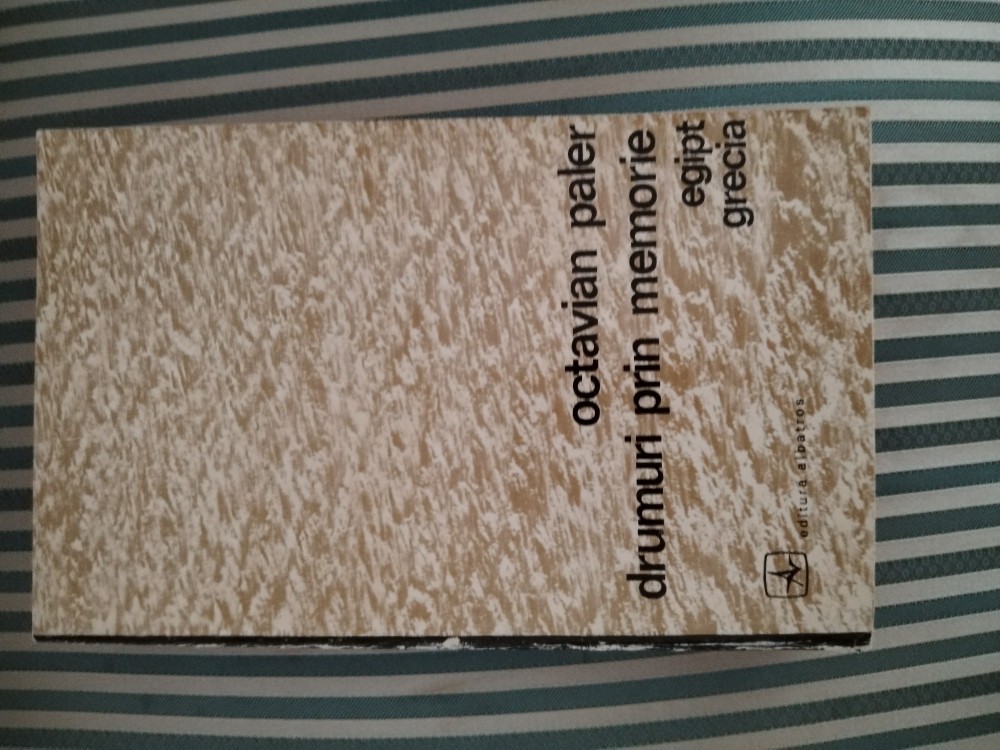 octavian paler
drumuri prin memorie
egipt
grecia
editura albatros